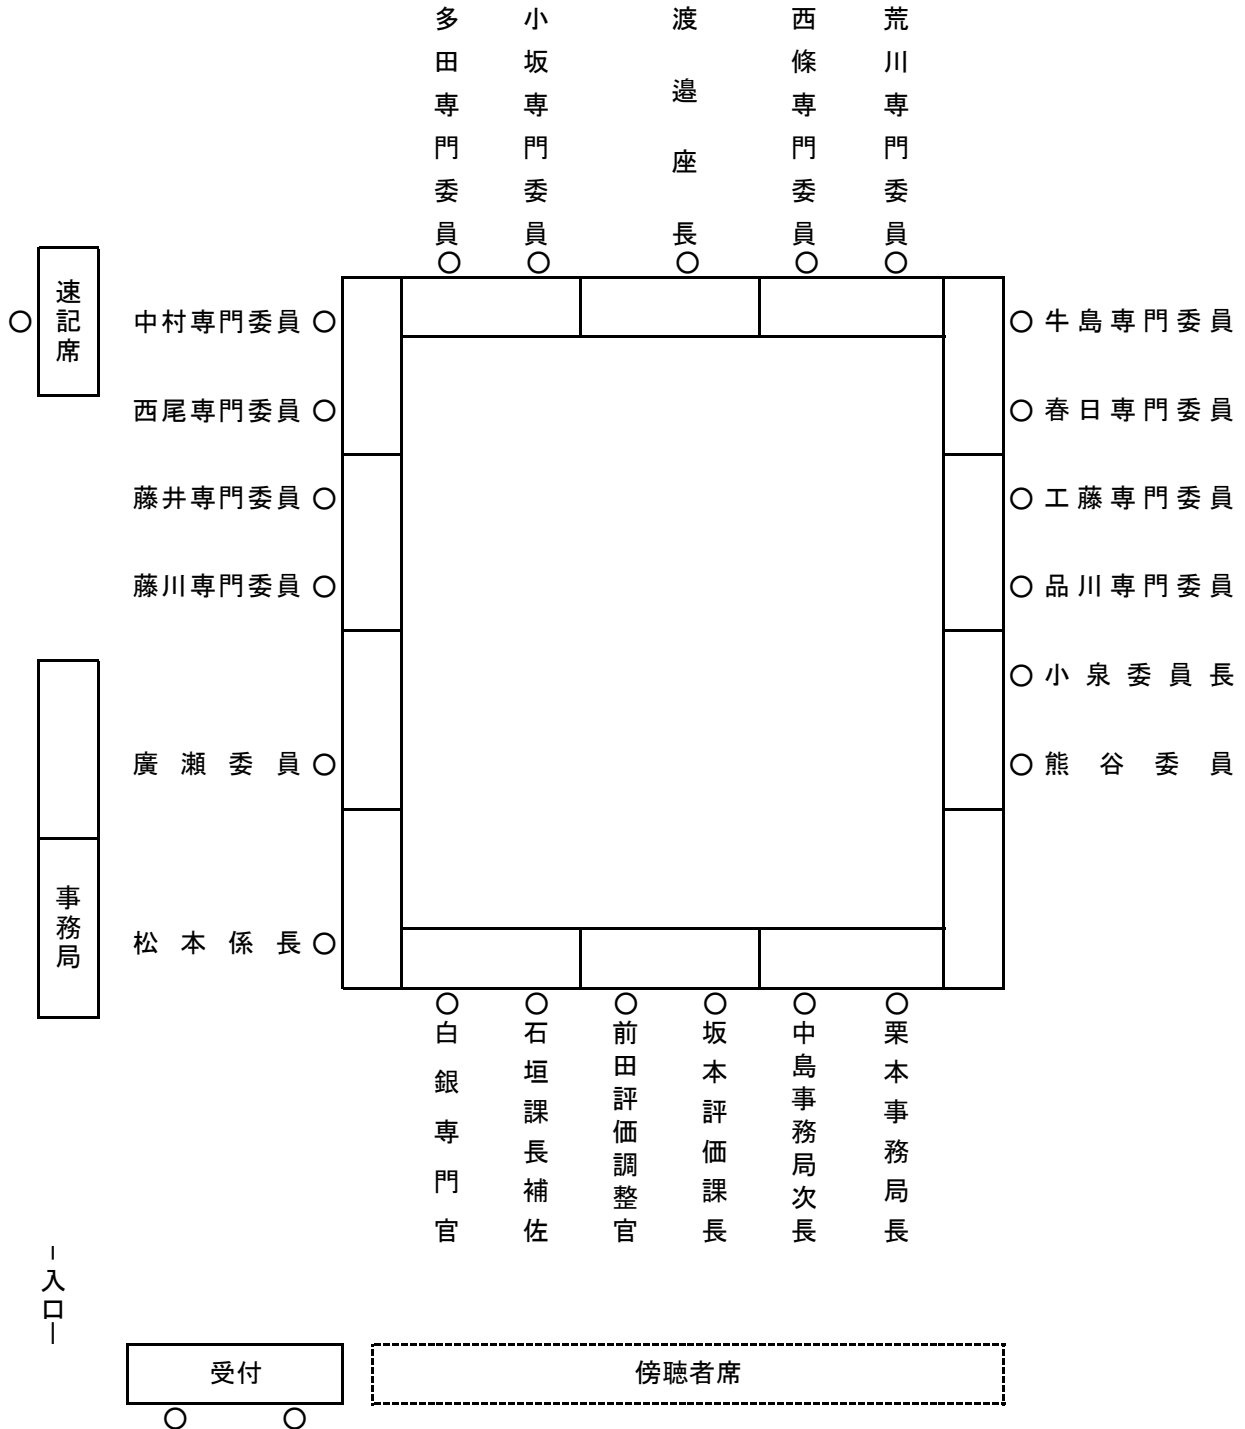 多田専門委員
小坂専門委員
渡邉座長
西條専門委員
荒川専門委員
速記席
中村専門委員
牛島専門委員
西尾専門委員
春日専門委員
藤井専門委員
工藤専門委員
藤川専門委員
品川専門委員
小泉委員長
廣瀬委員
熊谷委員
事務局
松本係長
白銀専門官
石垣課長補佐
前田評価調整官
坂本評価課長
中島事務局次長
栗本事務局長
入口
受付
傍聴者席